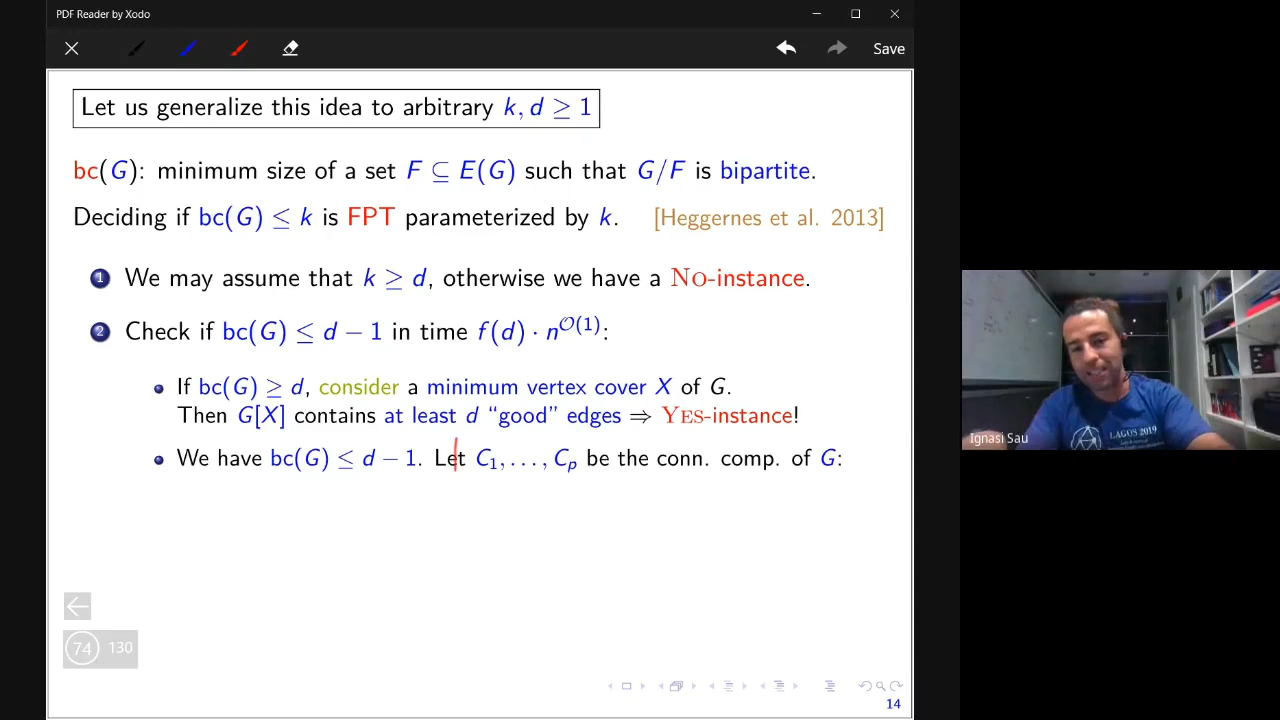 PDF Reader by Xodo
Save
Let us generalize this idea to arbitrary k, d ≥ 1
bc(G): minimum size of a set F ⊆ E(G) such that G/F is bipartite.
Deciding if bc(G) ≤ k is FPT parameterized by k. [Heggernes et al. 2013]
1 We may assume that k ≥ d, otherwise we have a No-instance.
2 Check if bc(G) ≤ d − 1 in time f(d) · n^O(1):
If bc(G) ≥ d, consider a minimum vertex cover X of G.
Then G[X] contains at least d “good” edges ⇒ Yes-instance!
We have bc(G) ≤ d − 1. Let C₁, . . . , Cₚ be the conn. comp. of G:
74 130
14
Ignasi Sau
LAGOS 2019